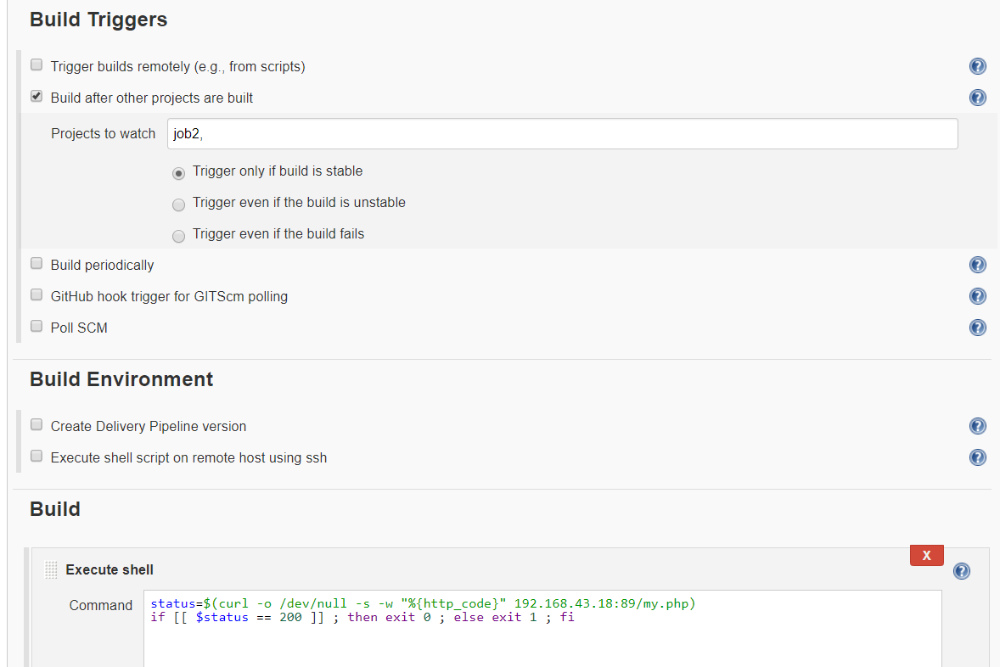 Build Triggers
Trigger builds remotely (e.g., from scripts)
?
Build after other projects are built
?
Projects to watch job2,
Trigger only if build is stable
Trigger even if the build is unstable
Trigger even if the build fails
Build periodically
?
GitHub hook trigger for GITScm polling
?
Poll SCM
?
Build Environment
Create Delivery Pipeline version
?
Execute shell script on remote host using ssh
?
Build
X
Execute shell
?
Command
status=$(curl -o /dev/null -s -w "%{http_code}" 192.168.43.18:89/my.php)
if [[ $status == 200 ]] ; then exit 0 ; else exit 1 ; fi